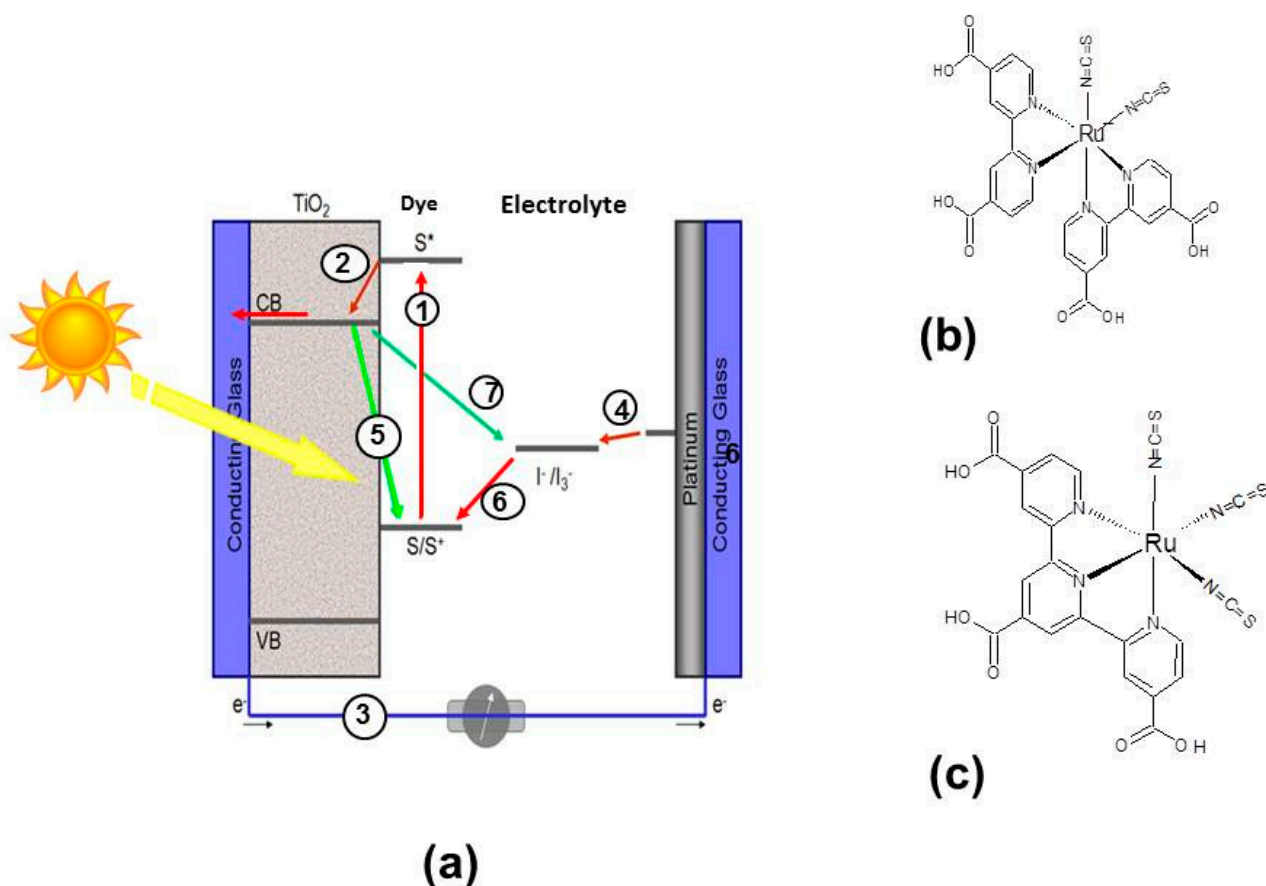 TiO₂
Dye
Electrolyte
S*
2
1
CB
7
4
5
6
I⁻/I₃⁻
S/S⁺
VB
Conducting Glass
Platinum
Conducting Glass
6
e⁻
3
e⁻
(a)
O
HO
N
N
HO
O
N=C=S
N=C=S
Ru
N
N
O
OH
O
OH
(b)
O
HO
N
N
HO
O
N=C=S
N=C=S
Ru
N=C=S
N
O
O H
(c)